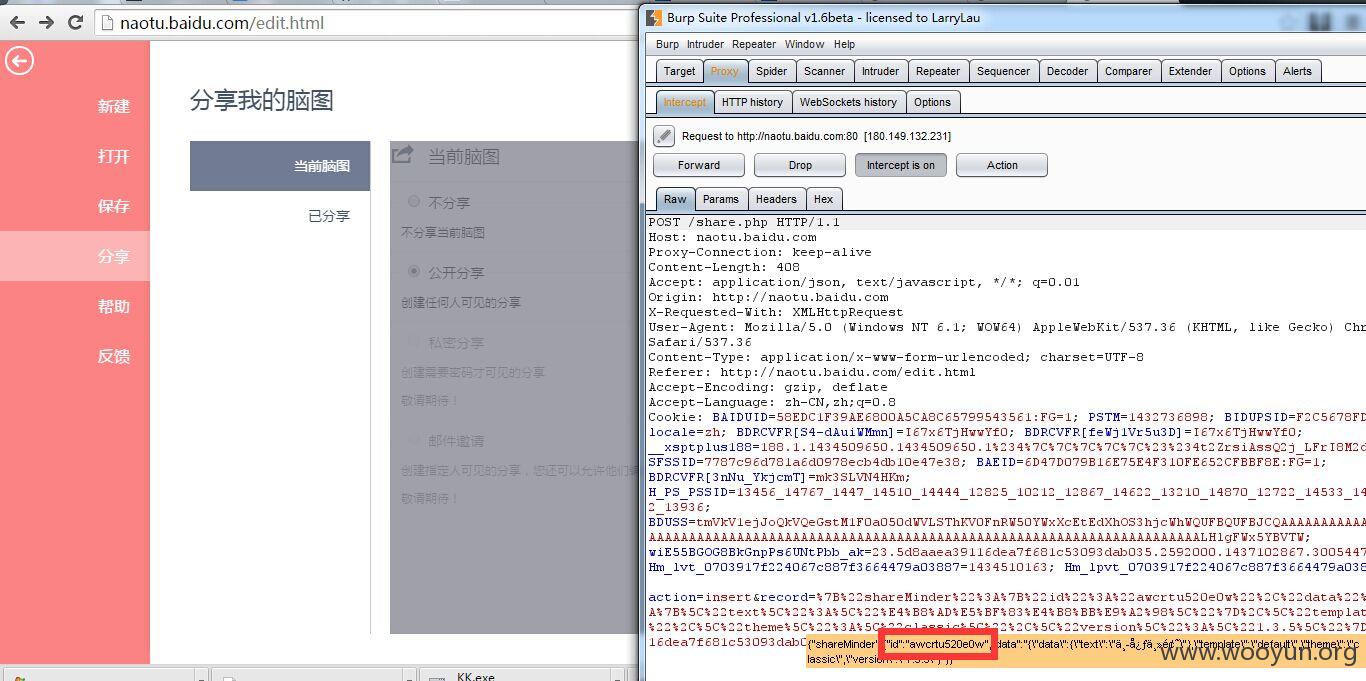 naotu.baidu.com/edit.html
新建
打开
保存
分享
帮助
反馈
分享我的脑图
当前脑图
已分享
当前脑图
不分享
不分享当前脑图
公开分享
创建任何人可见的分享
私密分享
创建需要密码才可见的分享
敬请期待！
邮件邀请
创建指定人可见的分享，您还可以允许他们
敬请期待！
KK.exe
Burp Suite Professional v1.6beta - licensed to LarryLau
Burp Intruder Repeater Window Help
Target Proxy Spider Scanner Intruder Repeater Sequencer Decoder Comparer Extender Options Alerts
Intercept HTTP history WebSockets history Options
Request to http://naotu.baidu.com:80 [180.149.132.231]
Forward Drop Intercept is on Action
Raw Params Headers Hex
POST /share.php HTTP/1.1
Host: naotu.baidu.com
Proxy-Connection: keep-alive
Content-Length: 408
Accept: application/json, text/javascript, */*; q=0.01
Origin: http://naotu.baidu.com
X-Requested-With: XMLHttpRequest
User-Agent: Mozilla/5.0 (Windows NT 6.1; WOW64) AppleWebKit/537.36 (KHTML, like Gecko) Chr
Safari/537.36
Content-Type: application/x-www-form-urlencoded; charset=UTF-8
Referer: http://naotu.baidu.com/edit.html
Accept-Encoding: gzip, deflate
Accept-Language: zh-CN,zh;q=0.8
Cookie: BAIDUID=58EDC1F39AE6800A5CA8C65799543561:FG=1; PSTM=1432736898; BIDUPSID=F2C5678FD
locale=zh; BDRCVFR[S4-dAuiWMmn]=I67x6TjHwwYf0; BDRCVFR[feWj1Vr5u3D]=I67x6TjHwwYf0;
__xsptplus188=188.1.1434509650.1434509650.1%234%7C%7C%7C%7C%7C%23%234t2ZrsiAssQ2j_LFrI8M2d
SFSSID=7787c96d781a6d0978ecb4db10e47e38; BAEID=6D47D079B16E75E4F310FE652CFBBF8E:FG=1;
BDRCVFR[3nNu_YkjcmT]=mk3SLVN4HKm;
H_PS_PSSID=13456_14767_1447_14510_14444_12825_10212_12867_14622_13210_14870_12722_14533_14
2_13936;
wiE55BGOG8BkGnpPs6UNtPbb_ak=23.5d8aaea39116dea7f681c53093dab035.2592000.1437102867.3005447
Hm_lvt_0703917f224067c887f3664479a03887=1434510163; Hm_lpvt_0703917f224067c887f3664479a038
action=insert&record=%7B%22shareMinder%22%3A%7B%22id%22%3A%22awcrtu520e0w%22%2C%22data%22%
A%7B%5C%22text%5C%22%3A%5C%22%E4%B8%AD%E5%BF%83%E4%B8%BB%E9%A2%98%5C%22%7D%2C%5C%22templat
%22%2C%5C%22theme%5C%22%3A%5C%22classic%5C%22%2C%5C%22version%5C%22%3A%5C%221.3.5%5C%22%7D
16dea7f681c53093dab0
{"shareMinder" {"id":"awcrtu520e0w", data":"{\"data\":{\"text\":\" \"template\":\"default\",\"theme\":\"c
lassic\",\"version\"
www.wooyun.org